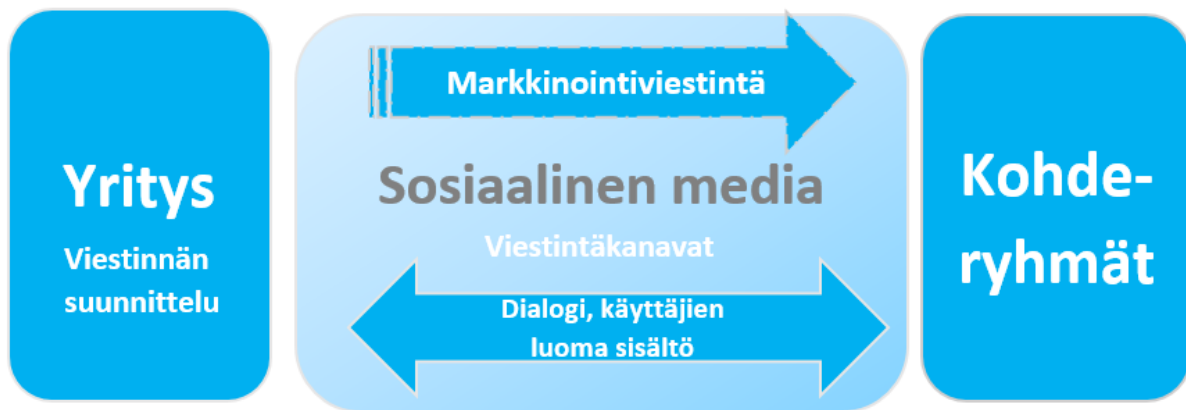 Yritys
Viestinnän
suunnittelu
Markkinointiviestintä
Sosiaalinen media
Viestintäkanavat
Dialogi, käyttäjien
luoma sisältö
Kohde-
ryhmät